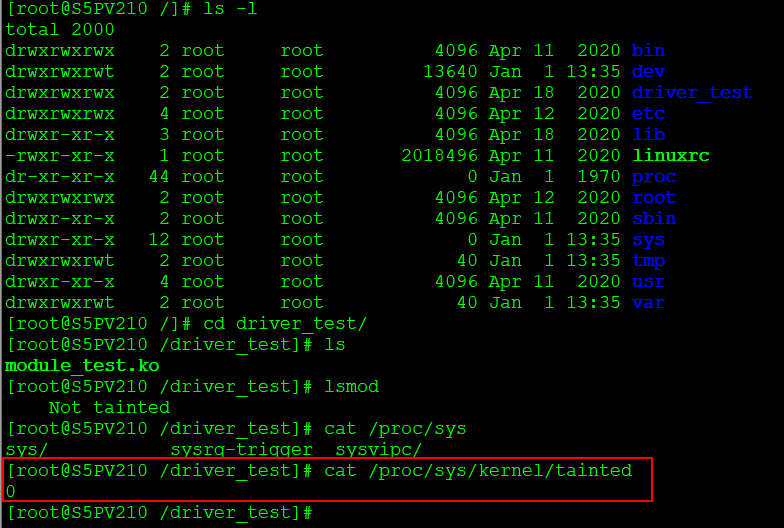 [root@S5PV210 /]# ls -l
total 2000
drwxrwxrwx    2 root     root          4096 Apr 11  2020 bin
drwxrwxrwt    2 root     root         13640 Jan  1 13:35 dev
drwxrwxrwx    2 root     root          4096 Apr 18  2020 driver_test
drwxrwxrwx    4 root     root          4096 Apr 12  2020 etc
drwxr-xr-x    3 root     root          4096 Apr 18  2020 lib
-rwxr-xr-x    1 root     root       2018496 Apr 11  2020 linuxrc
dr-xr-xr-x   44 root     root             0 Jan  1  1970 proc
drwxrwxrwx    2 root     root          4096 Apr 12  2020 root
drwxr-xr-x    2 root     root          4096 Apr 11  2020 sbin
drwxr-xr-x   12 root     root             0 Jan  1 13:35 sys
drwxrwxrwt    2 root     root            40 Jan  1 13:35 tmp
drwxr-xr-x    4 root     root          4096 Apr 11  2020 usr
drwxrwxrwt    2 root     root            40 Jan  1 13:35 var
[root@S5PV210 /]# cd driver_test/
[root@S5PV210 /driver_test]# ls
module_test.ko
[root@S5PV210 /driver_test]# lsmod
    Not tainted
[root@S5PV210 /driver_test]# cat /proc/sys
sys/           sysrq-trigger  sysvipc/
[root@S5PV210 /driver_test]# cat /proc/sys/kernel/tainted
0
[root@S5PV210 /driver_test]#